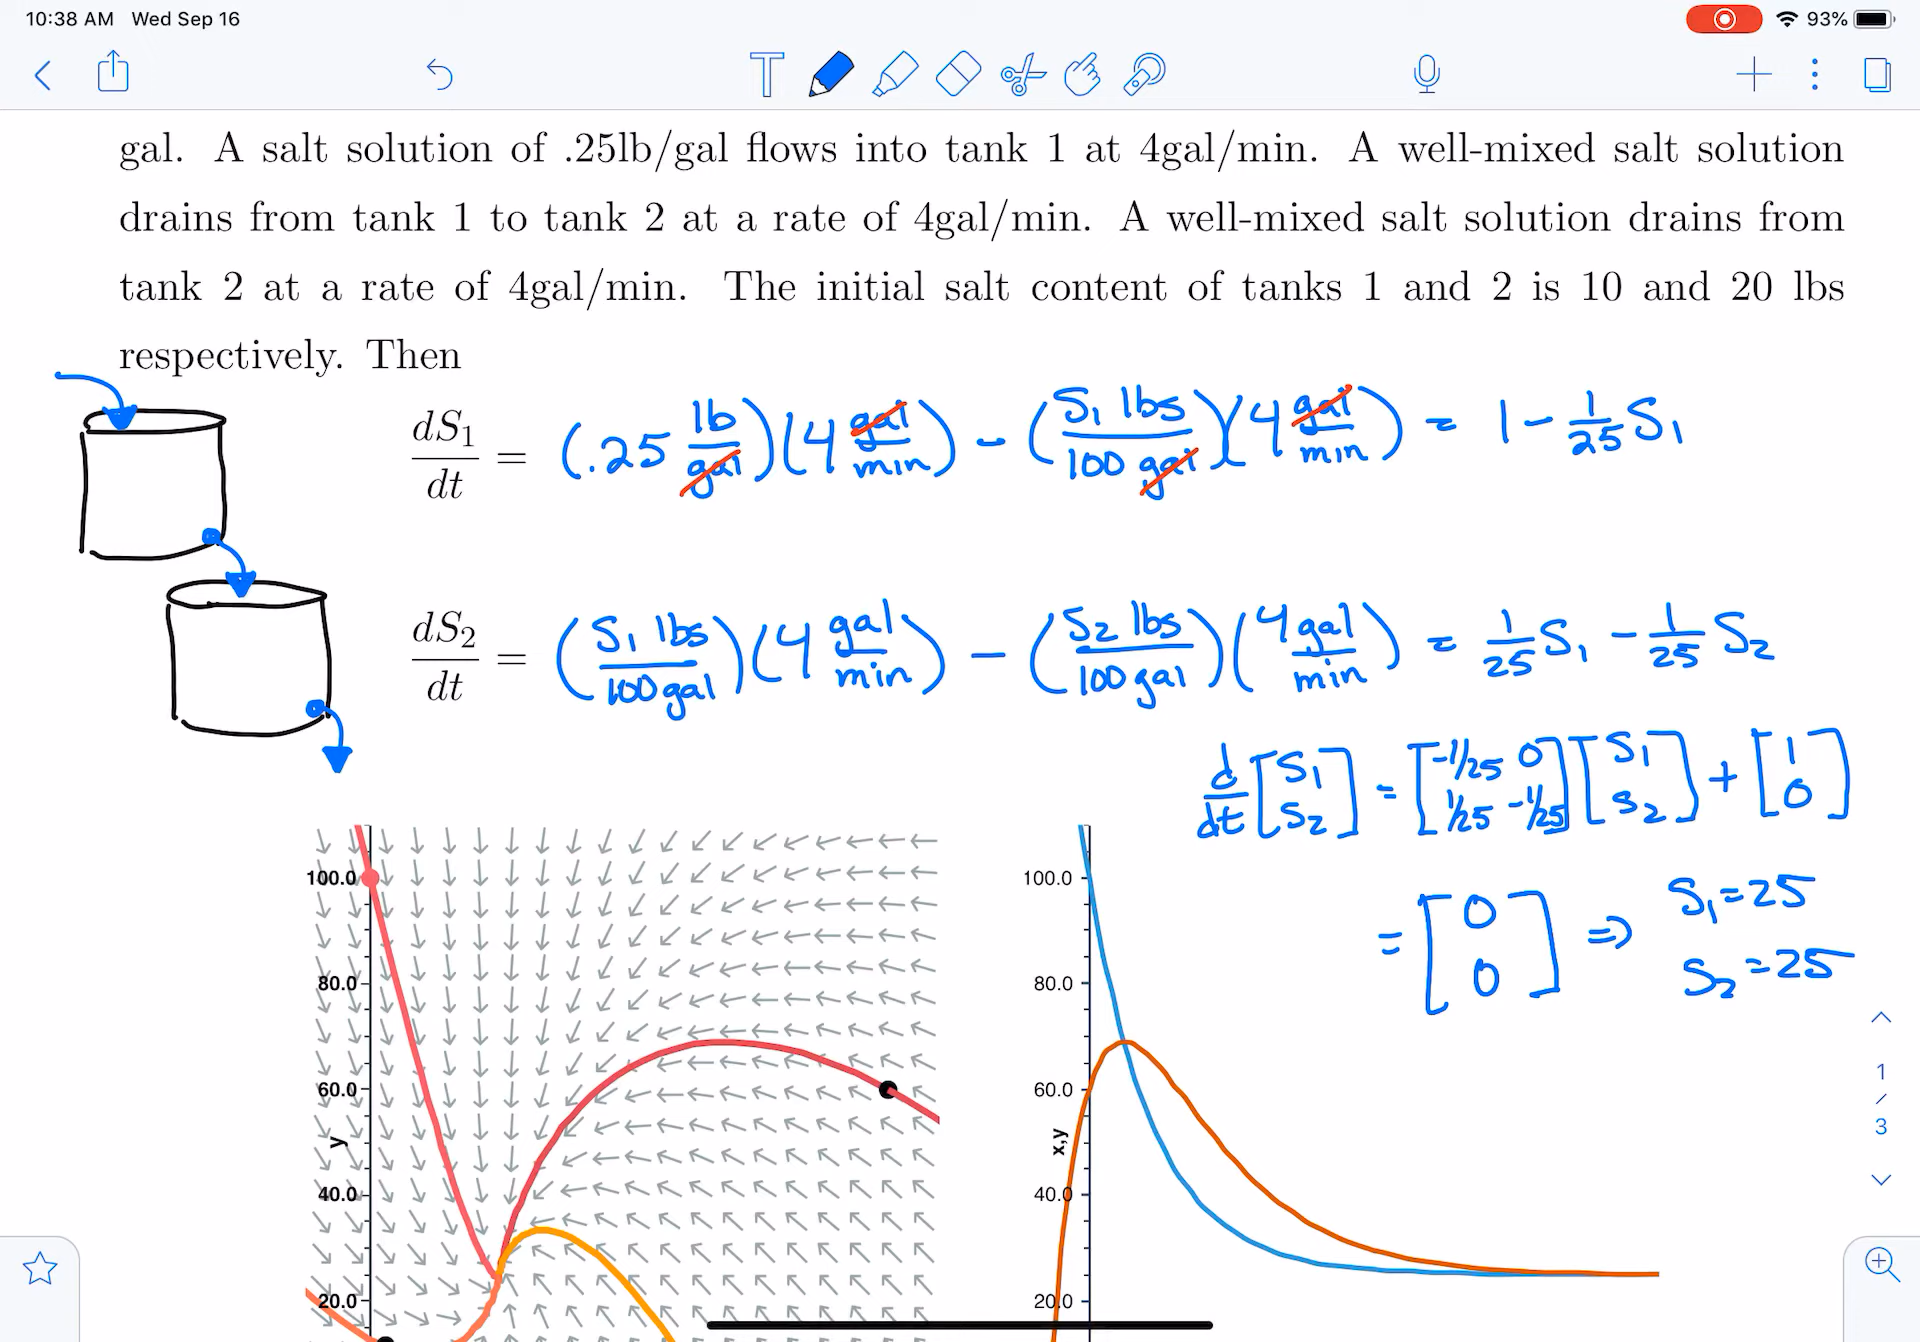 10:38 AM Wed Sep 16 93%
T
gal. A salt solution of .25lb/gal flows into tank 1 at 4gal/min. A well-mixed salt solution
drains from tank 1 to tank 2 at a rate of 4gal/min. A well-mixed salt solution drains from
tank 2 at a rate of 4gal/min. The initial salt content of tanks 1 and 2 is 10 and 20 lbs
respectively. Then
dS₁/dt = (.25 lb/gal)(4 gal/min) - (S₁ lbs/100 gal)(4 gal/min) = 1 - 1/25 S₁
dS₂/dt = (S₁ lbs/100 gal)(4 gal/min) - (S₂ lbs/100 gal)(4 gal/min) = 1/25 S₁ - 1/25 S₂
d/dt [S₁ S₂] = [-1/25 0 1/25 -1/25][S₁ S₂] + [1 0]
= [0 0] ⇒ S₁=25
S₂=25
100.0
80.0
60.0
y
40.0
20.0
100.0
80.0
60.0
x,y
40.0
20.0
1
/
3